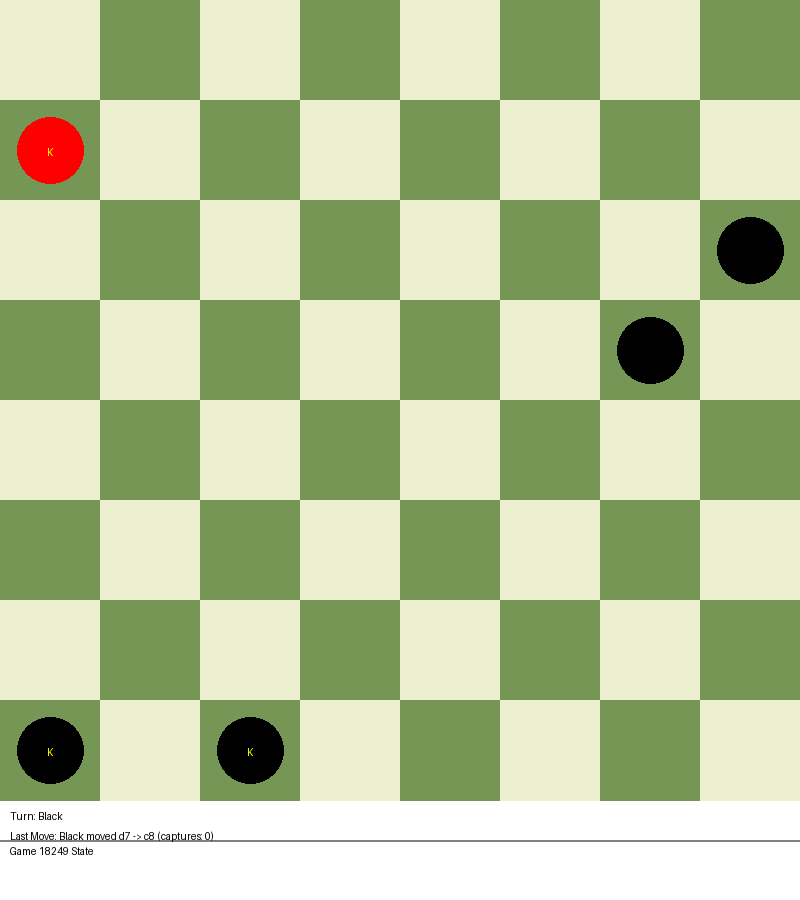 K
K
K
Turn: Black
Last Move: Black moved d7 -> c8 (captures: 0)
Game 18249 State